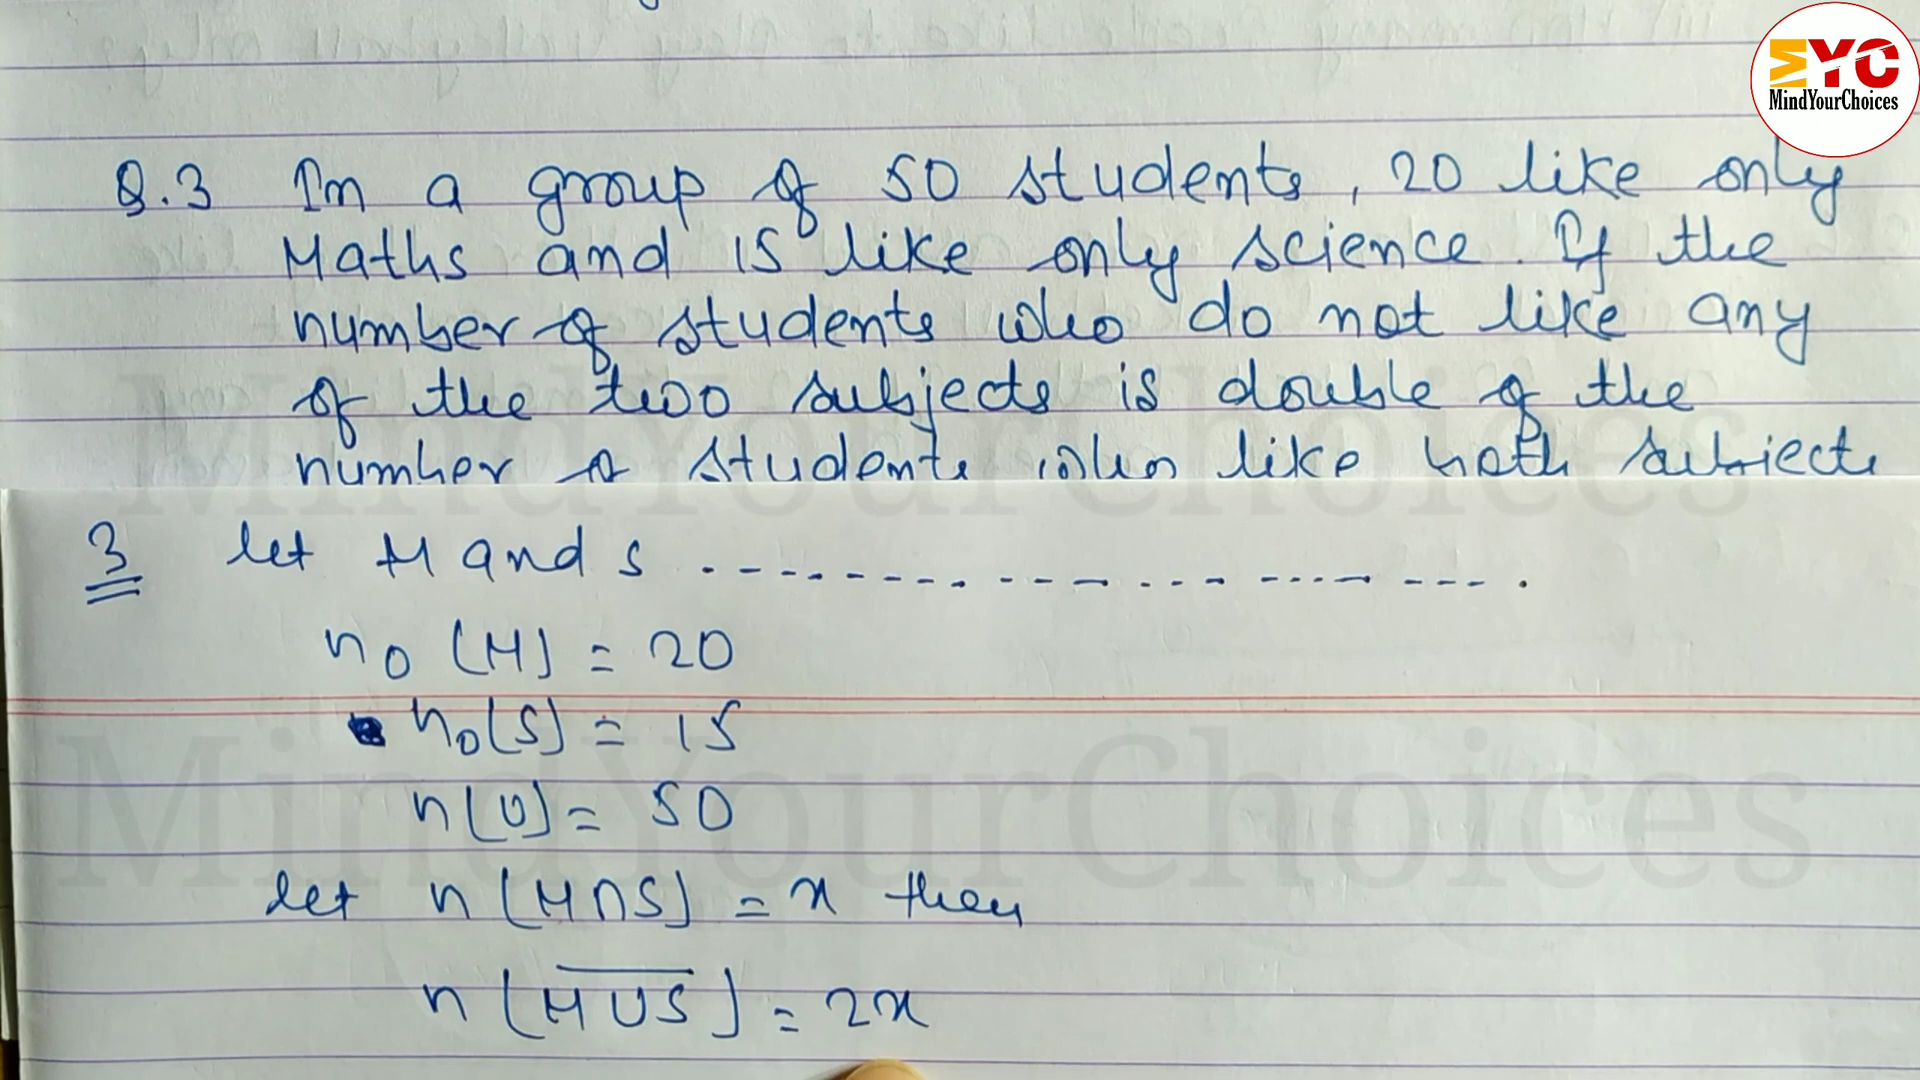 MYC
MindYourChoices
Q.3 In a group of 50 students, 20 like only
Maths and 15 like only science. If the
number of students who do not like any
of the two subjects is double of the
number of students who like both subjects
3 let M and S ..................
n₀ (M) = 20
n₀(S) = 15
n(U) = 50
let n(M∩S) = x then
n(M̅ ∪̅ S̅) = 2x
MindYourChoices
MindYourChoices